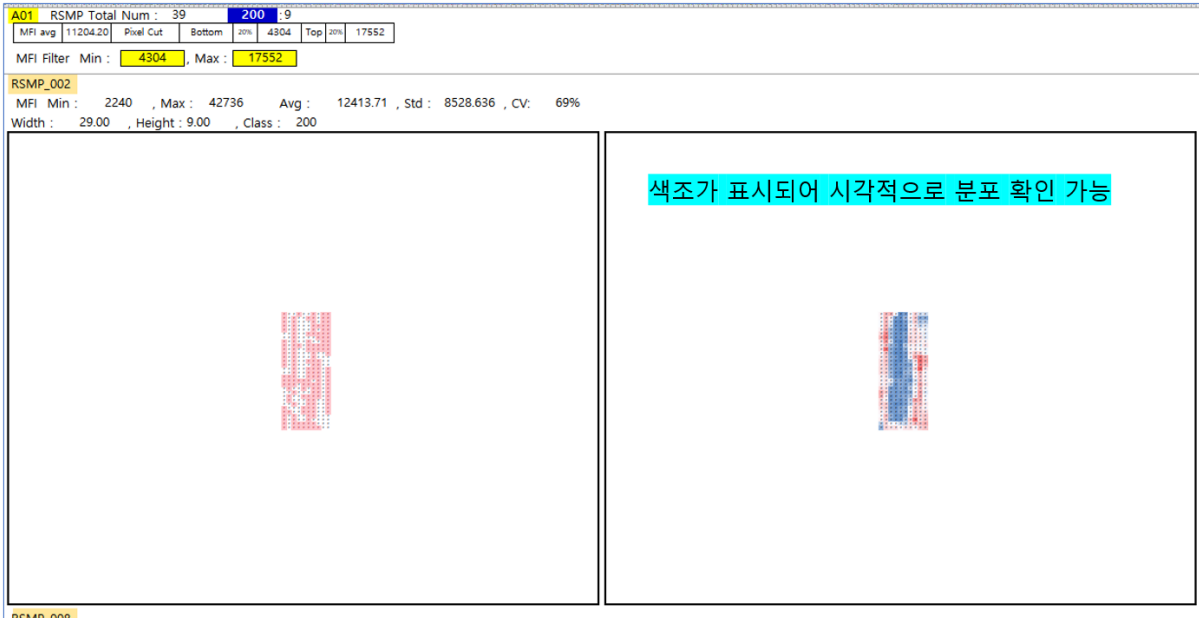 A01 RSMP Total Num : 39 200 :9
MFI avg 11204.20 Pixel Cut Bottom 20% 4304 Top 20% 17552
MFI Filter Min : 4304 , Max : 17552
RSMP_002
MFI Min : 2240 , Max : 42736 Avg : 12413.71 , Std : 8528.636 , CV: 69%
Width : 29.00 , Height : 9.00 , Class : 200
색조가 표시되어 시각적으로 분포 확인 가능